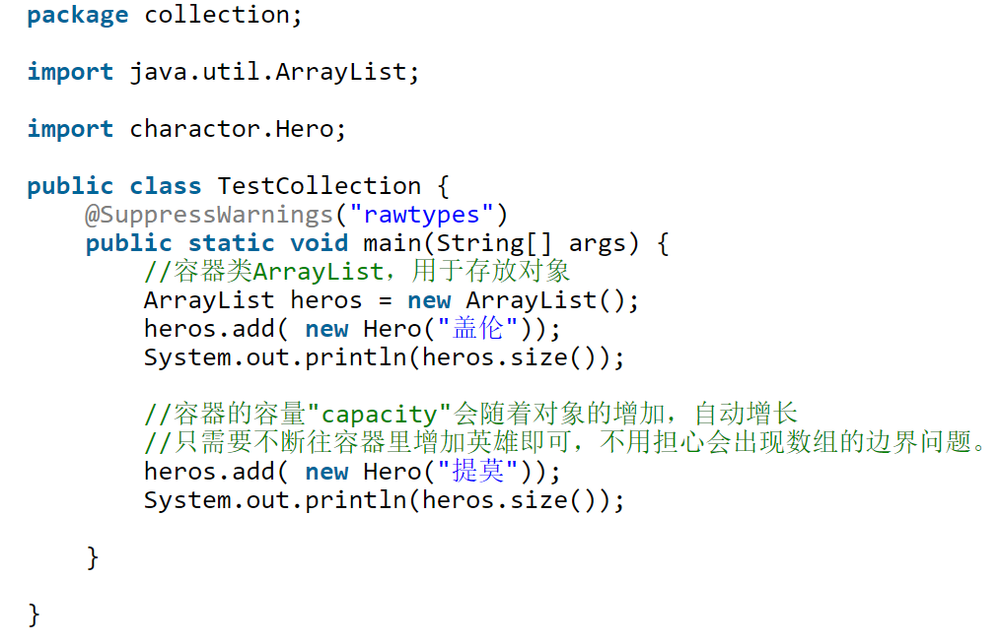 package collection;
import java.util.ArrayList;
import charactor.Hero;
public class TestCollection {
@SuppressWarnings("rawtypes")
public static void main(String[] args) {
//容器类ArrayList，用于存放对象
ArrayList heros = new ArrayList();
heros.add( new Hero("盖伦"));
System.out.println(heros.size());
//容器的容量"capacity"会随着对象的增加，自动增长
//只需要不断往容器里增加英雄即可，不用担心会出现数组的边界问题。
heros.add( new Hero("提莫"));
System.out.println(heros.size());
}
}